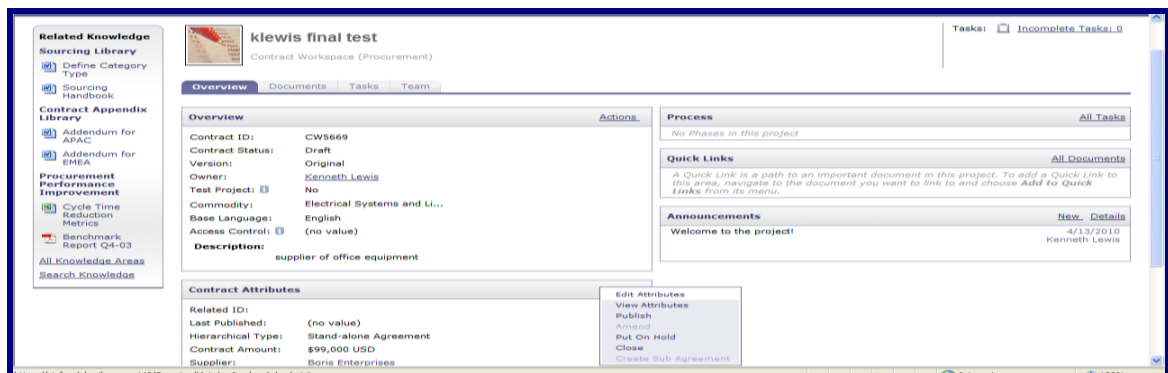 klewis final test
Contract Workspace (Procurement)
Tasks: Incomplete Tasks: 0
Related Knowledge
Sourcing Library
Define Category
Type
Sourcing
Handbook
Contract Appendix
Library
Addendum for
APAC
Addendum for
EMEA
Procurement
Performance
Improvement
Cycle Time
Reduction
Metrics
Benchmark
Report Q4-03
All Knowledge Areas
Search Knowledge
Overview Documents Tasks Team
Overview Actions
Contract ID: CW5669
Contract Status: Draft
Version: Original
Owner: Kenneth Lewis
Test Project: No
Commodity: Electrical Systems and Li...
Base Language: English
Access Control: (no value)
Description:
supplier of office equipment
Process All Tasks
No Phases in this project
Quick Links All Documents
A Quick Link is a path to an important document in this project. To add a Quick Link to
this area, navigate to the document you want to link to and choose Add to Quick
Links from its menu.
Announcements New Details
Welcome to the project! 4/13/2010
Kenneth Lewis
Contract Attributes
Related ID:
Last Published: (no value)
Hierarchical Type: Stand-alone Agreement
Contract Amount: $99,000 USD
Supplier: Boris Enterprises
Edit Attributes
View Attributes
Publish
Amend
Put On Hold
Close
Create Sub Agreement